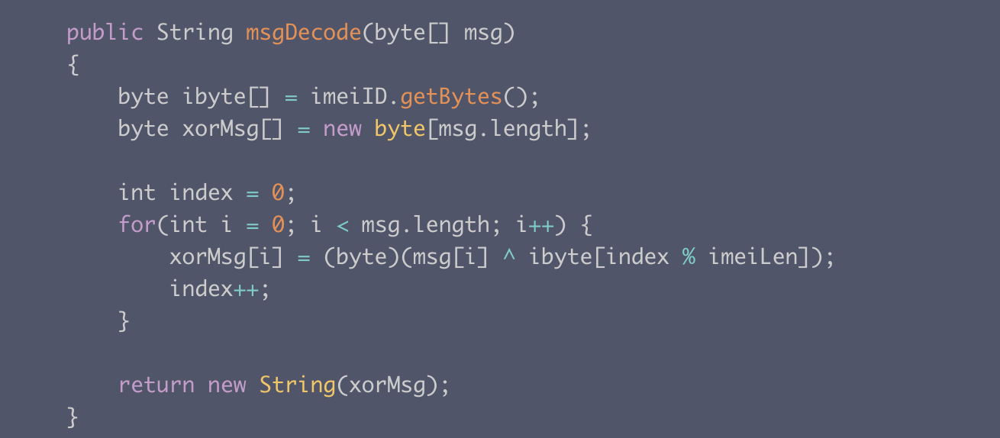 public String msgDecode(byte[] msg)
{
byte ibyte[] = imeiID.getBytes();
byte xorMsg[] = new byte[msg.length];
int index = 0;
for(int i = 0; i < msg.length; i++) {
xorMsg[i] = (byte)(msg[i] ^ ibyte[index % imeiLen]);
index++;
}
return new String(xorMsg);
}